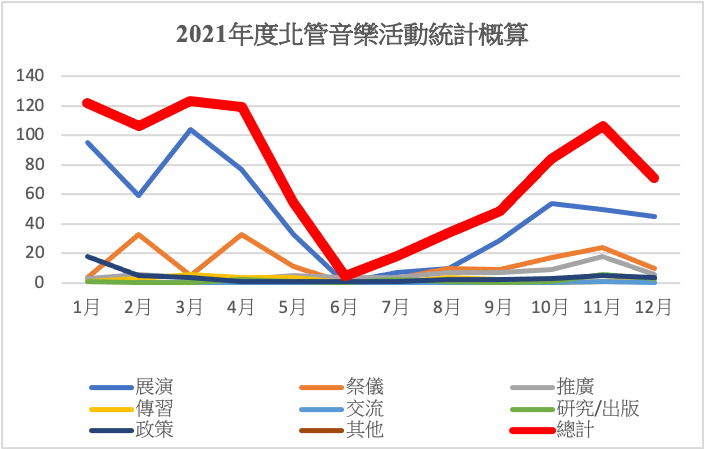 2021年度北管音樂活動統計概算
140
120
100
80
60
40
20
0
1月 2月 3月 4月 5月 6月 7月 8月 9月 10月 11月 12月
展演 祭儀 推廣
傳習 交流 研究/出版
政策 其他 總計